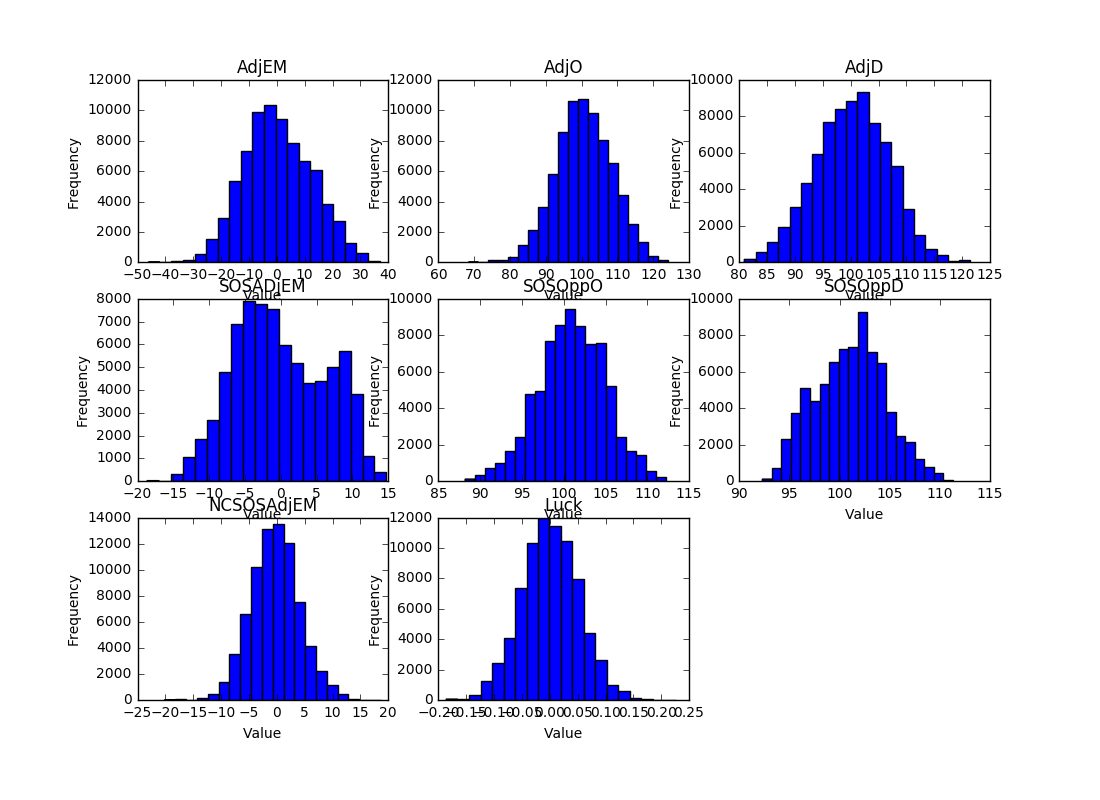 AdjEM
AdjO
AdjD
12000
10000
8000
6000
4000
2000
0
Frequency
−50 −40 −30 −20 −10 0 10 20 30 40
Value
12000
10000
8000
6000
4000
2000
0
Frequency
60 70 80 90 100 110 120 130
Value
10000
8000
6000
4000
2000
0
Frequency
80 85 90 95 100 105 110 115 120 125
Value
SOSAdjEM
SOSOppO
SOSOppD
8000
7000
6000
5000
4000
3000
2000
1000
0
Frequency
−20 −15 −10 −5 0 5 10 15
Value
10000
8000
6000
4000
2000
0
Frequency
85 90 95 100 105 110 115
Value
10000
8000
6000
4000
2000
0
Frequency
90 95 100 105 110 115
Value
NCSOSAdjEM
Luck
14000
12000
10000
8000
6000
4000
2000
0
Frequency
−25 −20 −15 −10 −5 0 5 10 15 20
Value
12000
10000
8000
6000
4000
2000
0
Frequency
−0.20 −0.15 −0.10 −0.05 0.00 0.05 0.10 0.15 0.20 0.25
Value